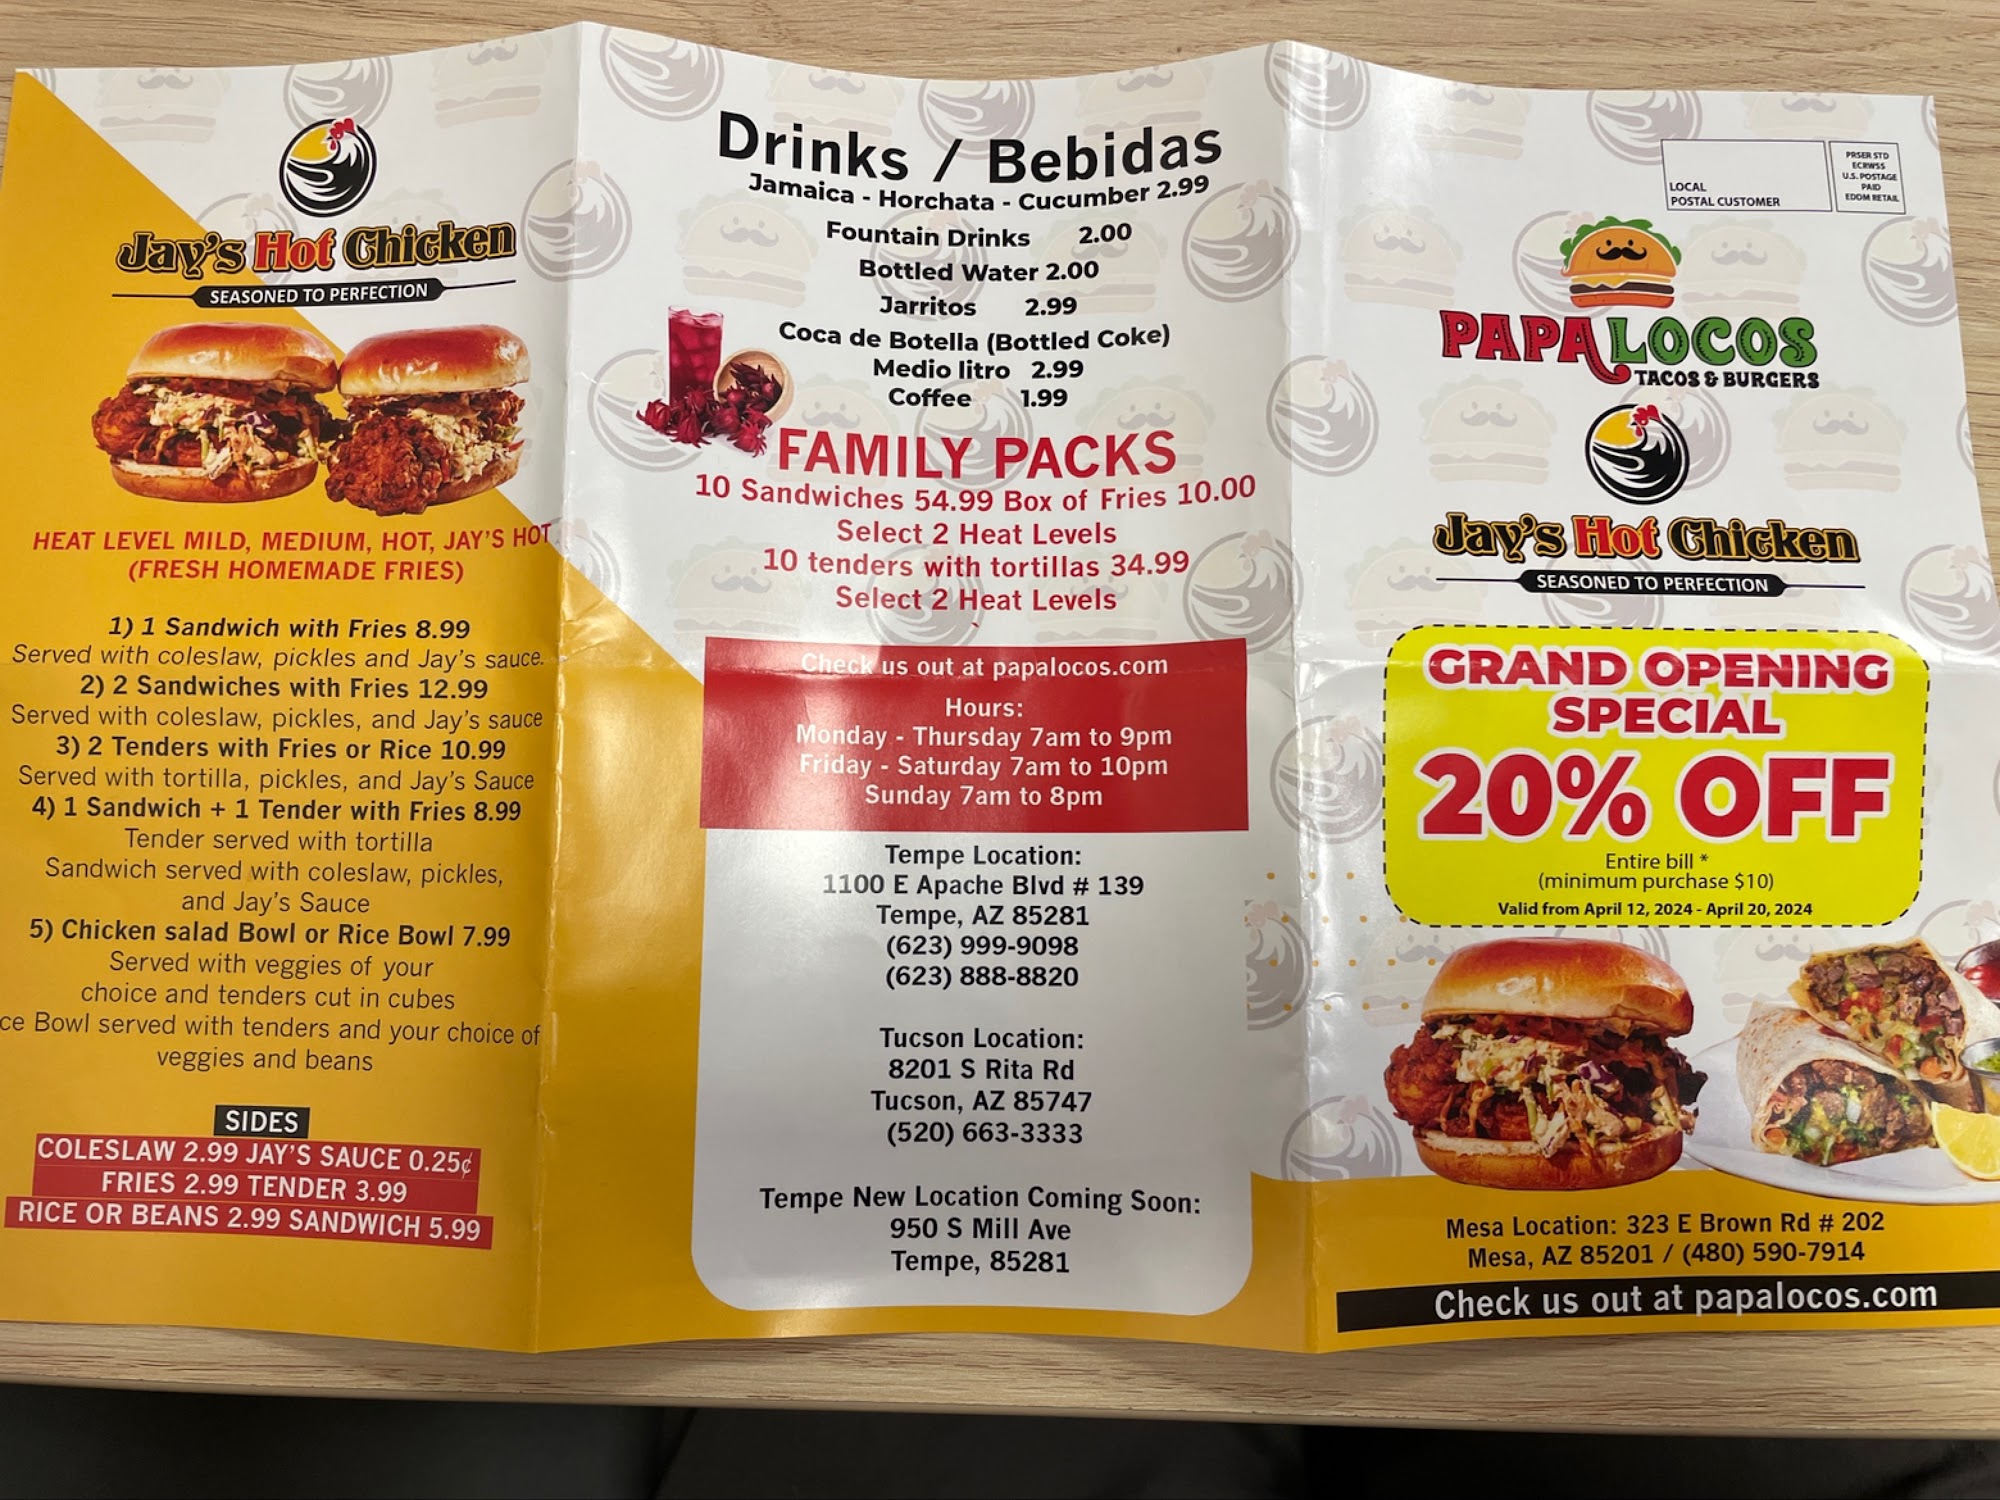 Jay's Hot Chicken
SEASONED TO PERFECTION
HEAT LEVEL MILD, MEDIUM, HOT, JAY'S HOT
(FRESH HOMEMADE FRIES)
1) 1 Sandwich with Fries 8.99
Served with coleslaw, pickles and Jay's sauce.
2) 2 Sandwiches with Fries 12.99
Served with coleslaw, pickles, and Jay's sauce
3) 2 Tenders with Fries or Rice 10.99
Served with tortilla, pickles, and Jay's Sauce
4) 1 Sandwich + 1 Tender with Fries 8.99
Tender served with tortilla
Sandwich served with coleslaw, pickles,
and Jay's Sauce
5) Chicken salad Bowl or Rice Bowl 7.99
Served with veggies of your
choice and tenders cut in cubes
ce Bowl served with tenders and your choice of
veggies and beans
SIDES
COLESLAW 2.99 JAY'S SAUCE 0.25¢
FRIES 2.99 TENDER 3.99
RICE OR BEANS 2.99 SANDWICH 5.99
Drinks / Bebidas
Jamaica - Horchata - Cucumber 2.99
Fountain Drinks 2.00
Bottled Water 2.00
Jarritos 2.99
Coca de Botella (Bottled Coke)
Medio litro 2.99
Coffee 1.99
FAMILY PACKS
10 Sandwiches 54.99 Box of Fries 10.00
Select 2 Heat Levels
10 tenders with tortillas 34.99
Select 2 Heat Levels
Check us out at papalocos.com
Hours:
Monday - Thursday 7am to 9pm
Friday - Saturday 7am to 10pm
Sunday 7am to 8pm
Tempe Location:
1100 E Apache Blvd # 139
Tempe, AZ 85281
(623) 999-9098
(623) 888-8820
Tucson Location:
8201 S Rita Rd
Tucson, AZ 85747
(520) 663-3333
Tempe New Location Coming Soon:
950 S Mill Ave
Tempe, 85281
LOCAL
POSTAL CUSTOMER
PRSER STD
ECRWSS
U.S. POSTAGE
PAID
EDDM RETAIL
PAPALOCOS
TACOS & BURGERS
Jay's Hot Chicken
SEASONED TO PERFECTION
GRAND OPENING
SPECIAL
20% OFF
Entire bill *
(minimum purchase $10)
Valid from April 12, 2024 - April 20, 2024
Mesa Location: 323 E Brown Rd # 202
Mesa, AZ 85201 / (480) 590-7914
Check us out at papalocos.com